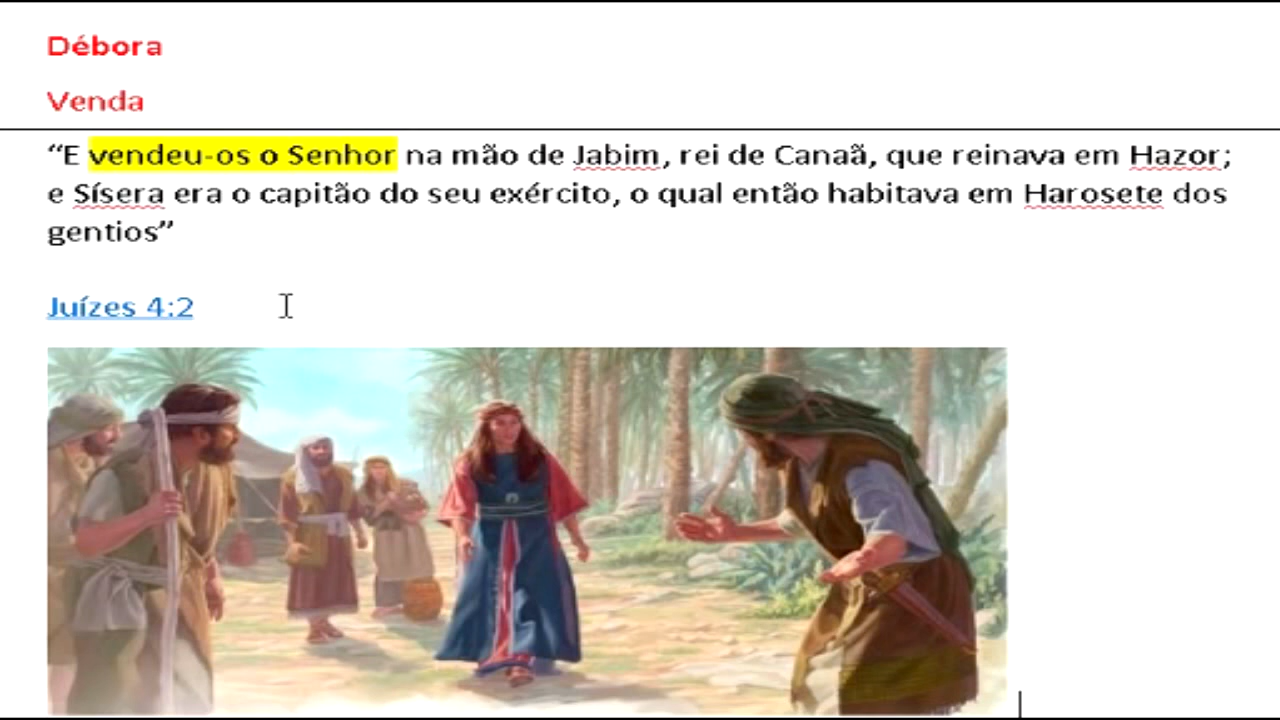 Débora
Venda
“E vendeu-os o Senhor na mão de Jabim, rei de Canaã, que reinava em Hazor;
e Sísera era o capitão do seu exército, o qual então habitava em Harosete dos
gentios”
Juízes 4:2